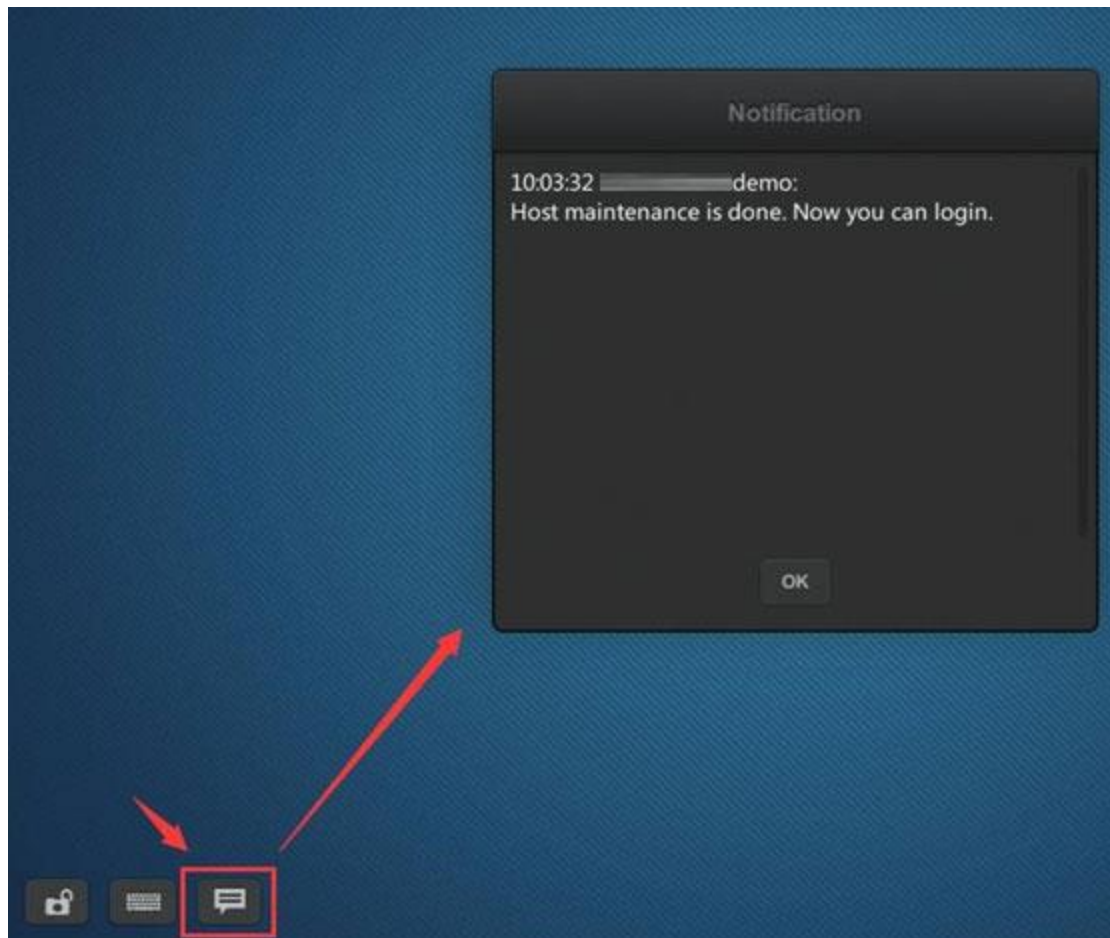 Notification
10:03:32 demo:
Host maintenance is done. Now you can login.
OK